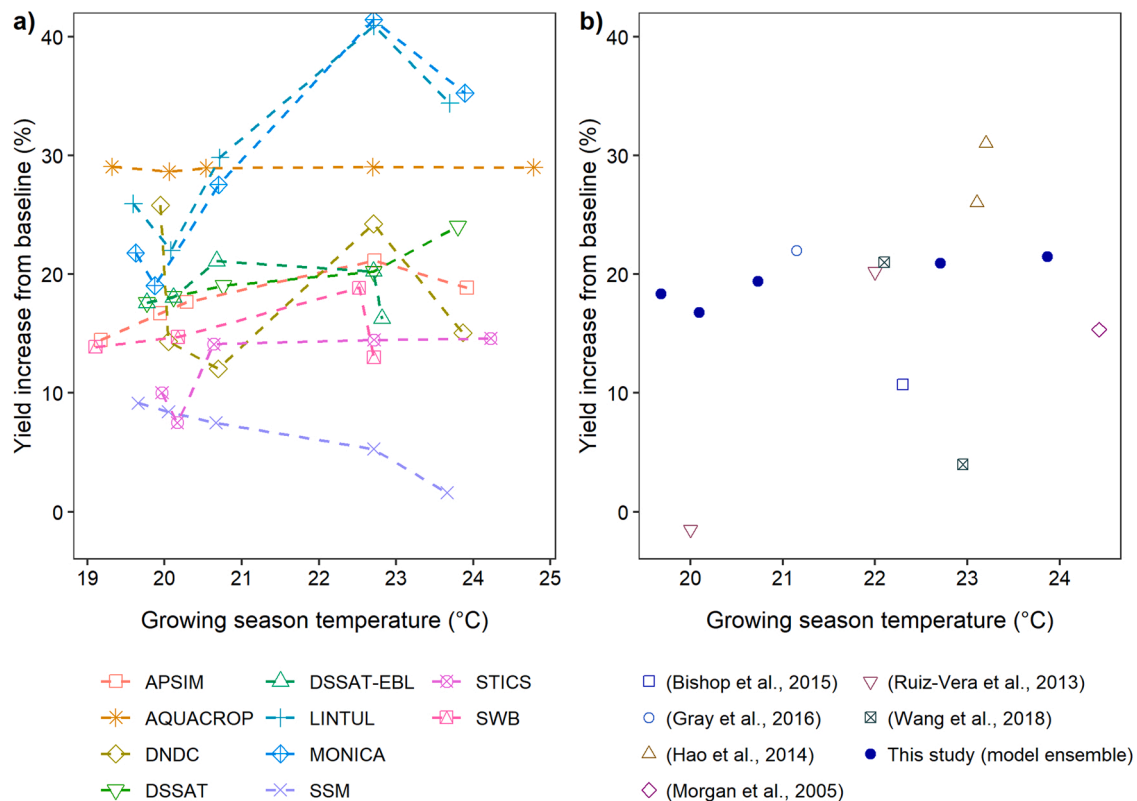 a)
Yield increase from baseline (%)
40
30
20
10
0
19 20 21 22 23 24 25
Growing season temperature (°C)
b)
Yield increase from baseline (%)
40
30
20
10
0
20 21 22 23 24
Growing season temperature (°C)
APSIM
AQUACROP
DNDC
DSSAT
DSSAT-EBL
LINTUL
MONICA
SSM
STICS
SWB
(Bishop et al., 2015)
(Gray et al., 2016)
(Hao et al., 2014)
(Morgan et al., 2005)
(Ruiz-Vera et al., 2013)
(Wang et al., 2018)
This study (model ensemble)